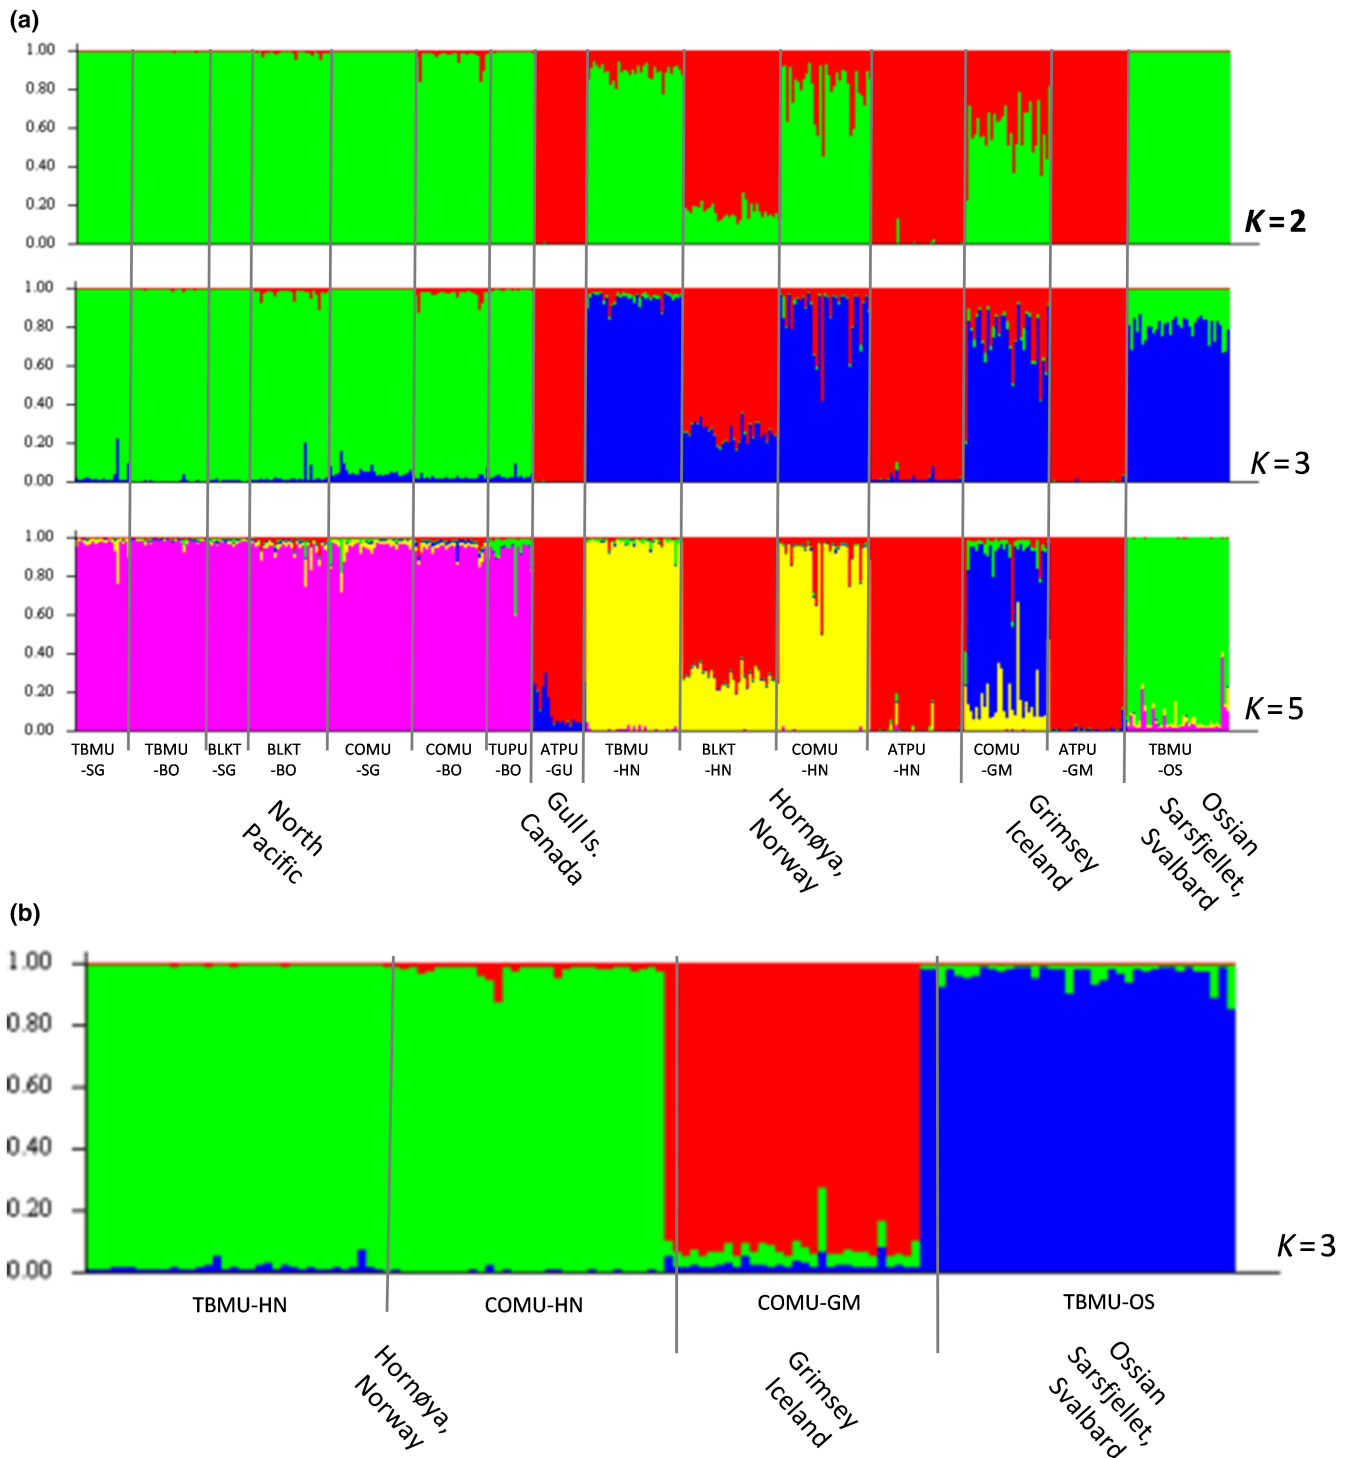 (a)
1.00
0.80
0.60
0.40
0.20
0.00
K=2
1.00
0.80
0.60
0.40
0.20
0.00
K=3
1.00
0.80
0.60
0.40
0.20
0.00
K=5
TBMU
-SG
TBMU
-BO
BLKT
-SG
BLKT
-BO
COMU
-SG
COMU
-BO
TUPU
-BO
ATPU
-GU
TBMU
-HN
BLKT
-HN
COMU
-HN
ATPU
-HN
COMU
-GM
ATPU
-GM
TBMU
-OS
North
Pacific
Gull Is.
Canada
Hornøya,
Norway
Grimsey
Iceland
Ossian
Sarsfjellet,
Svalbard
(b)
1.00
0.80
0.60
0.40
0.20
0.00
K=3
TBMU-HN
COMU-HN
COMU-GM
TBMU-OS
Hornøya,
Norway
Grimsey
Iceland
Ossian
Sarsfjellet,
Svalbard